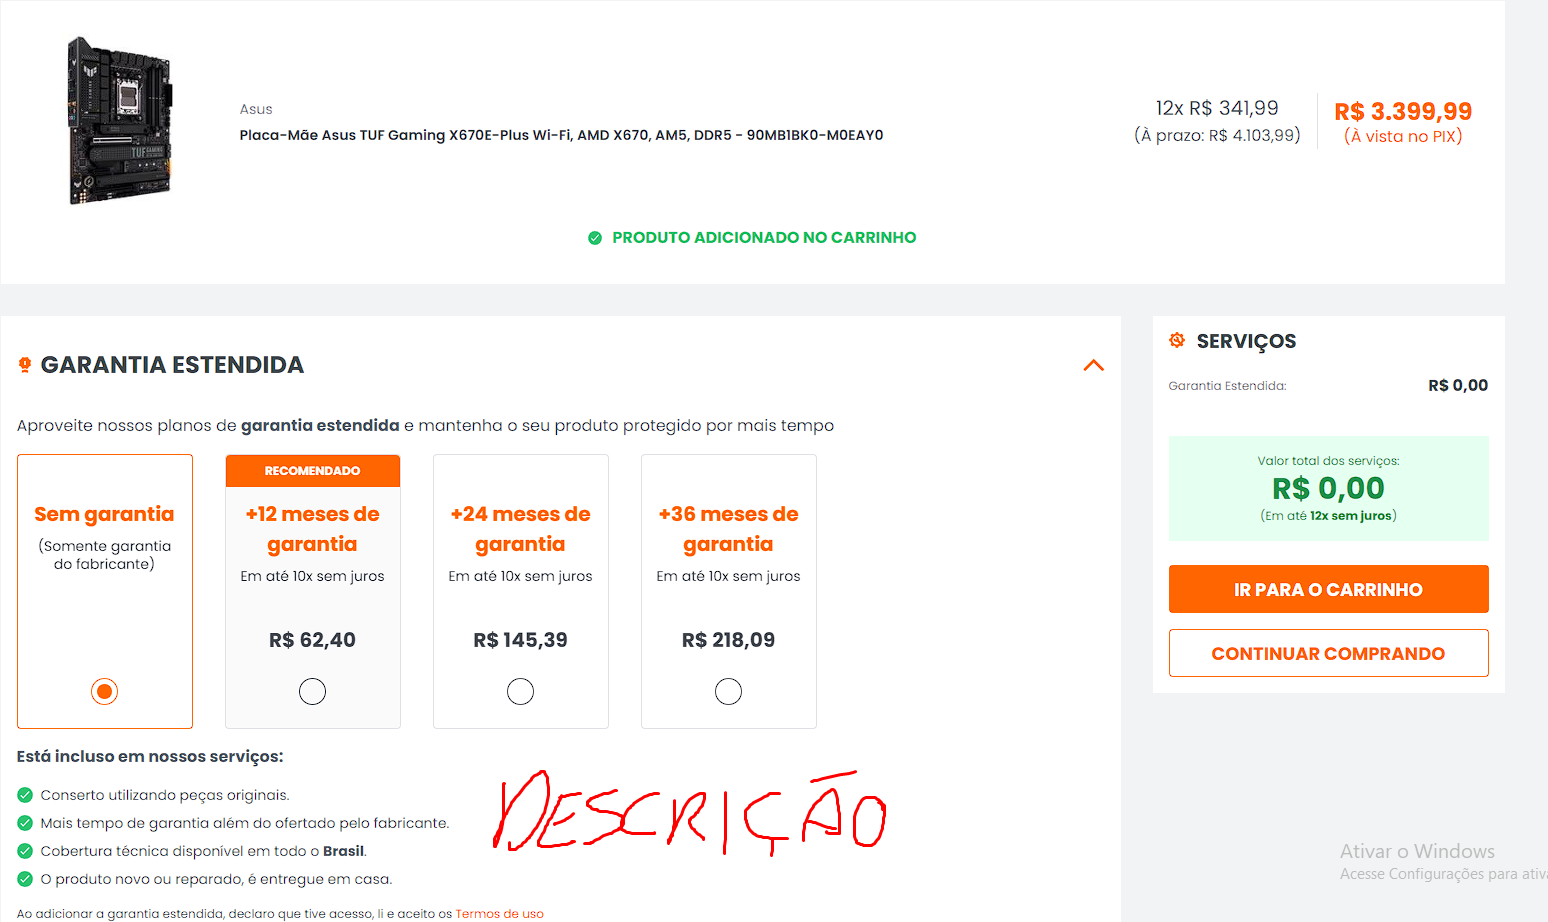 Asus
Placa-Mãe Asus TUF Gaming X670E-Plus Wi-Fi, AMD X670, AM5, DDR5 - 90MB1BK0-M0EAY0
12x R$ 341,99
(À prazo: R$ 4.103,99)
R$ 3.399,99
(À vista no PIX)
TUF GAMING
PRODUTO ADICIONADO NO CARRINHO
GARANTIA ESTENDIDA
Aproveite nossos planos de garantia estendida e mantenha o seu produto protegido por mais tempo
Sem garantia
(Somente garantia
do fabricante)
RECOMENDADO
+12 meses de
garantia
Em até 10x sem juros
R$ 62,40
+24 meses de
garantia
Em até 10x sem juros
R$ 145,39
+36 meses de
garantia
Em até 10x sem juros
R$ 218,09
Está incluso em nossos serviços:
Conserto utilizando peças originais.
Mais tempo de garantia além do ofertado pelo fabricante.
Cobertura técnica disponível em todo o Brasil.
O produto novo ou reparado, é entregue em casa.
Ao adicionar a garantia estendida, declaro que tive acesso, li e aceito os Termos de uso
DESCRIÇÃO
SERVIÇOS
Garantia Estendida:
R$ 0,00
Valor total dos serviços:
R$ 0,00
(Em até 12x sem juros)
IR PARA O CARRINHO
CONTINUAR COMPRANDO
Ativar o Windows
Acesse Configurações para ativa